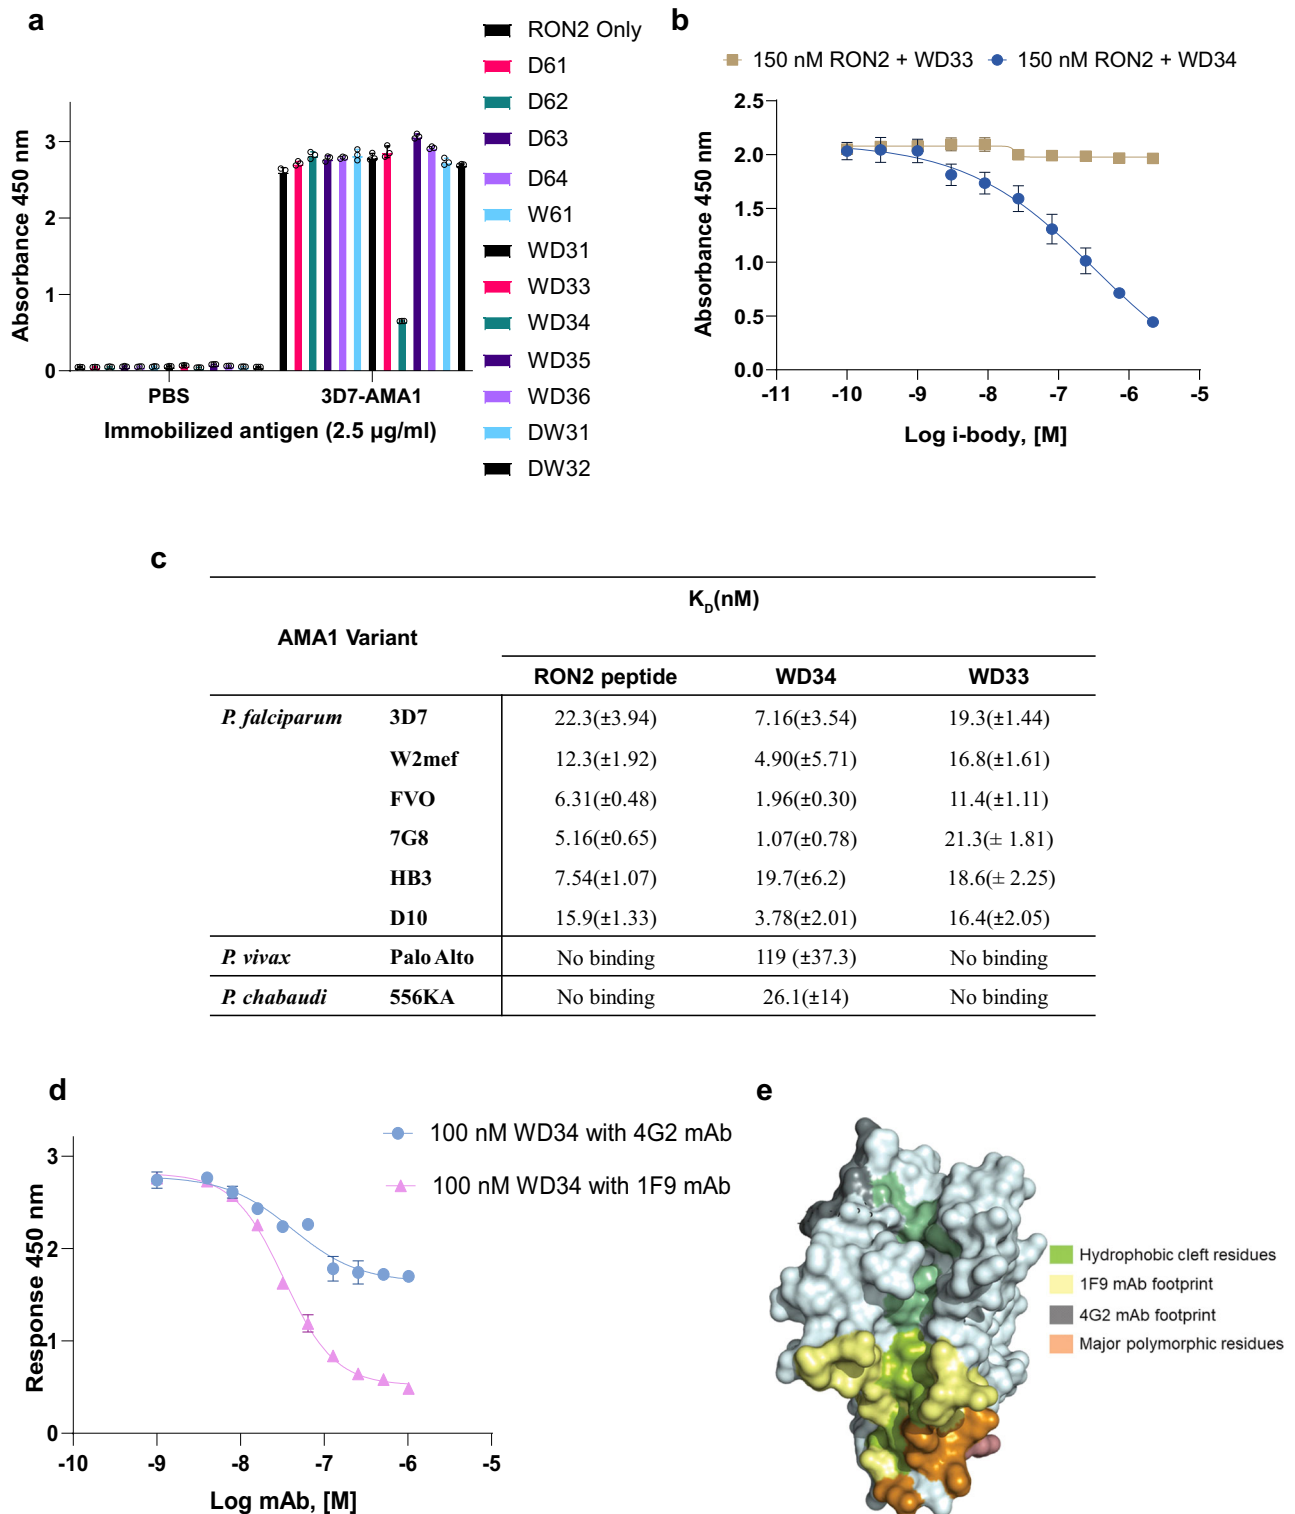 a
RON2 Only
D61
D62
D63
D64
W61
WD31
WD33
WD34
WD35
WD36
DW31
DW32
Absorbance 450 nm
3
2
1
0
PBS
3D7-AMA1
Immobilized antigen (2.5 µg/ml)
b
150 nM RON2 + WD33
150 nM RON2 + WD34
Absorbance 450 nm
2.5
2.0
1.5
1.0
0.5
0.0
-11 -10 -9 -8 -7 -6 -5
Log i-body, [M]
c
K_D(nM)
AMA1 Variant
RON2 peptide WD34 WD33
P. falciparum 3D7 22.3(±3.94) 7.16(±3.54) 19.3(±1.44)
W2mef 12.3(±1.92) 4.90(±5.71) 16.8(±1.61)
FVO 6.31(±0.48) 1.96(±0.30) 11.4(±1.11)
7G8 5.16(±0.65) 1.07(±0.78) 21.3(± 1.81)
HB3 7.54(±1.07) 19.7(±6.2) 18.6(± 2.25)
D10 15.9(±1.33) 3.78(±2.01) 16.4(±2.05)
P. vivax Palo Alto No binding 119 (±37.3) No binding
P. chabaudi 556KA No binding 26.1(±14) No binding
d
100 nM WD34 with 4G2 mAb
100 nM WD34 with 1F9 mAb
Response 450 nm
3
2
1
0
-10 -9 -8 -7 -6 -5
Log mAb, [M]
e
Hydrophobic cleft residues
1F9 mAb footprint
4G2 mAb footprint
Major polymorphic residues